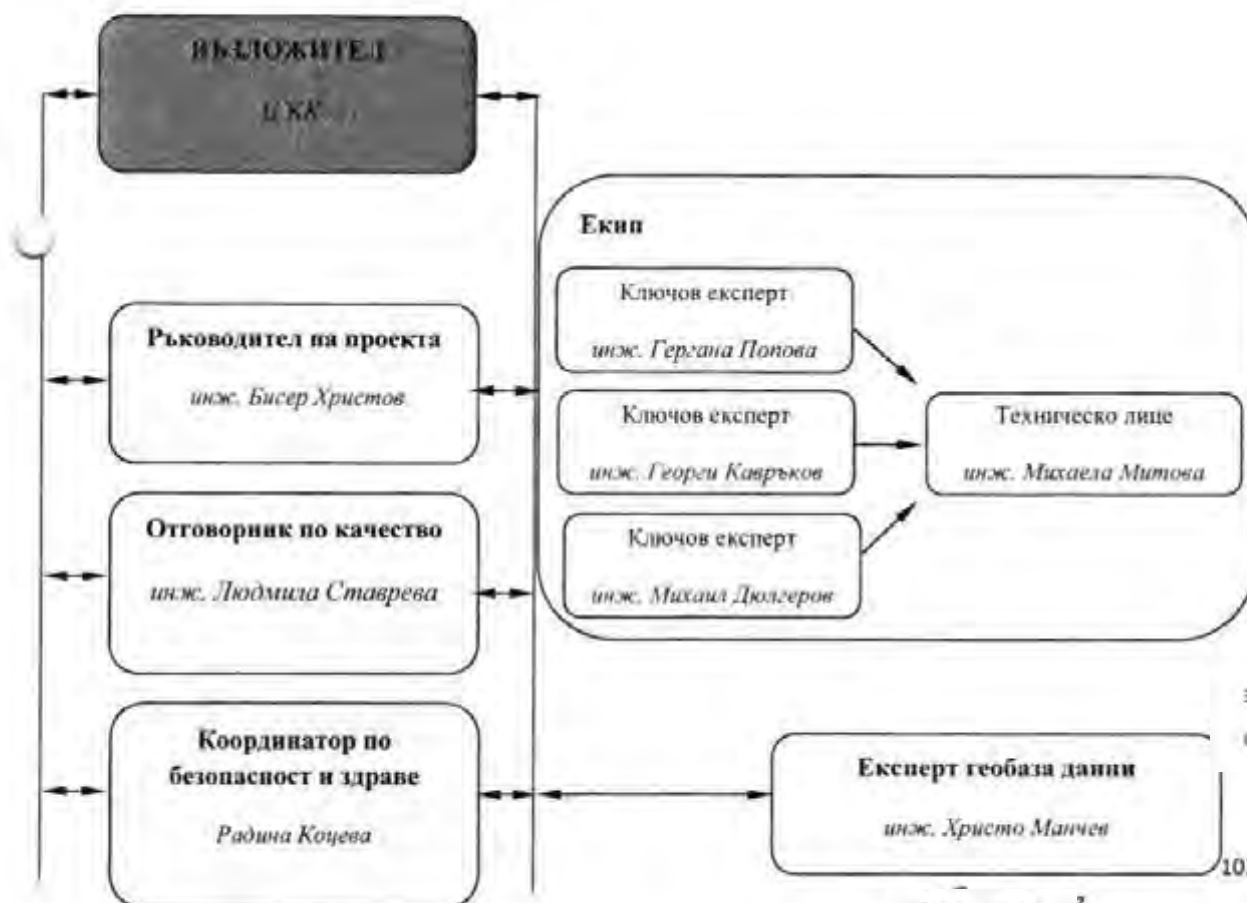 ВЪЗЛОЖИТЕЛ
Ц КК
Екип
Ключов експерт
инж. Гергана Попова
Ключов експерт
инж. Георги Кавръков
Ключов експерт
инж. Михаил Дюлгеров
Техническо лице
инж. Михаела Митова
Ръководител на проекта
инж. Бисер Христов
Отговорник по качество
инж. Людмила Ставрева
Координатор по
безопасност и здраве
Радина Коцева
Експерт геобаза данни
инж. Христо Манчев
10